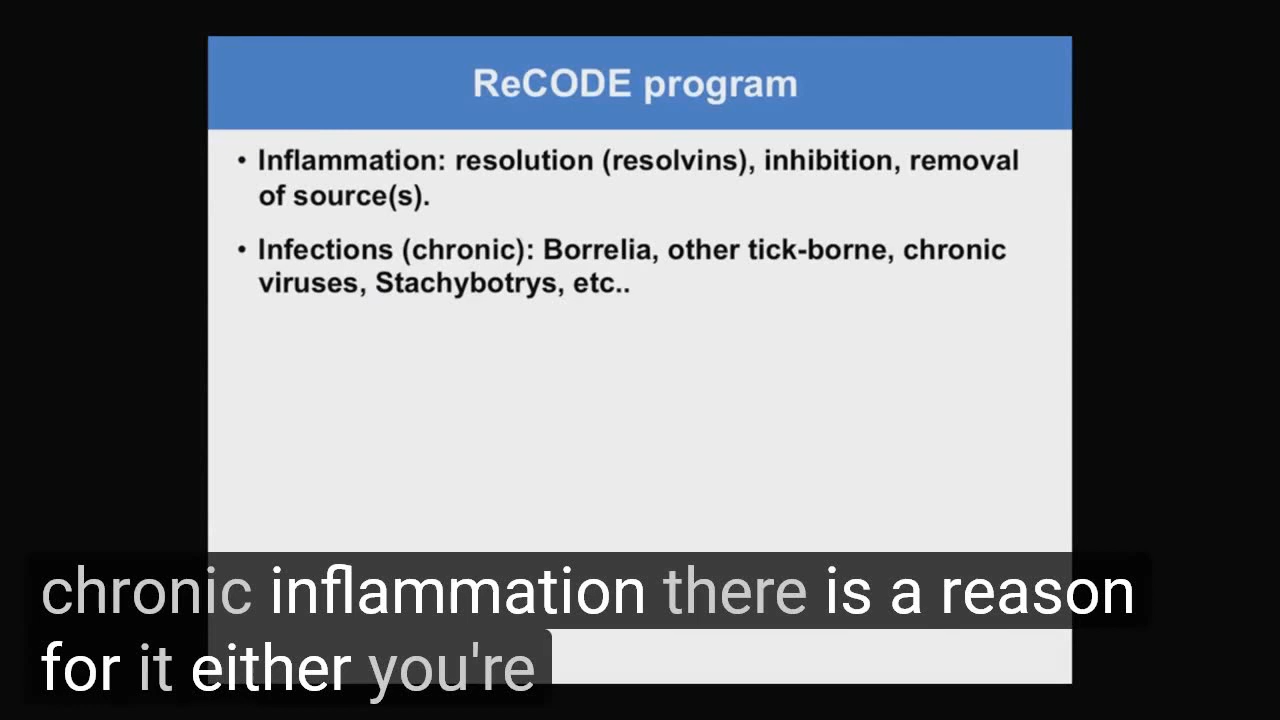 ReCODE program
• Inflammation: resolution (resolvins), inhibition, removal
of source(s).
• Infections (chronic): Borrelia, other tick-borne, chronic
viruses, Stachybotrys, etc..
chronic inflammation there is a reason
for it either you're